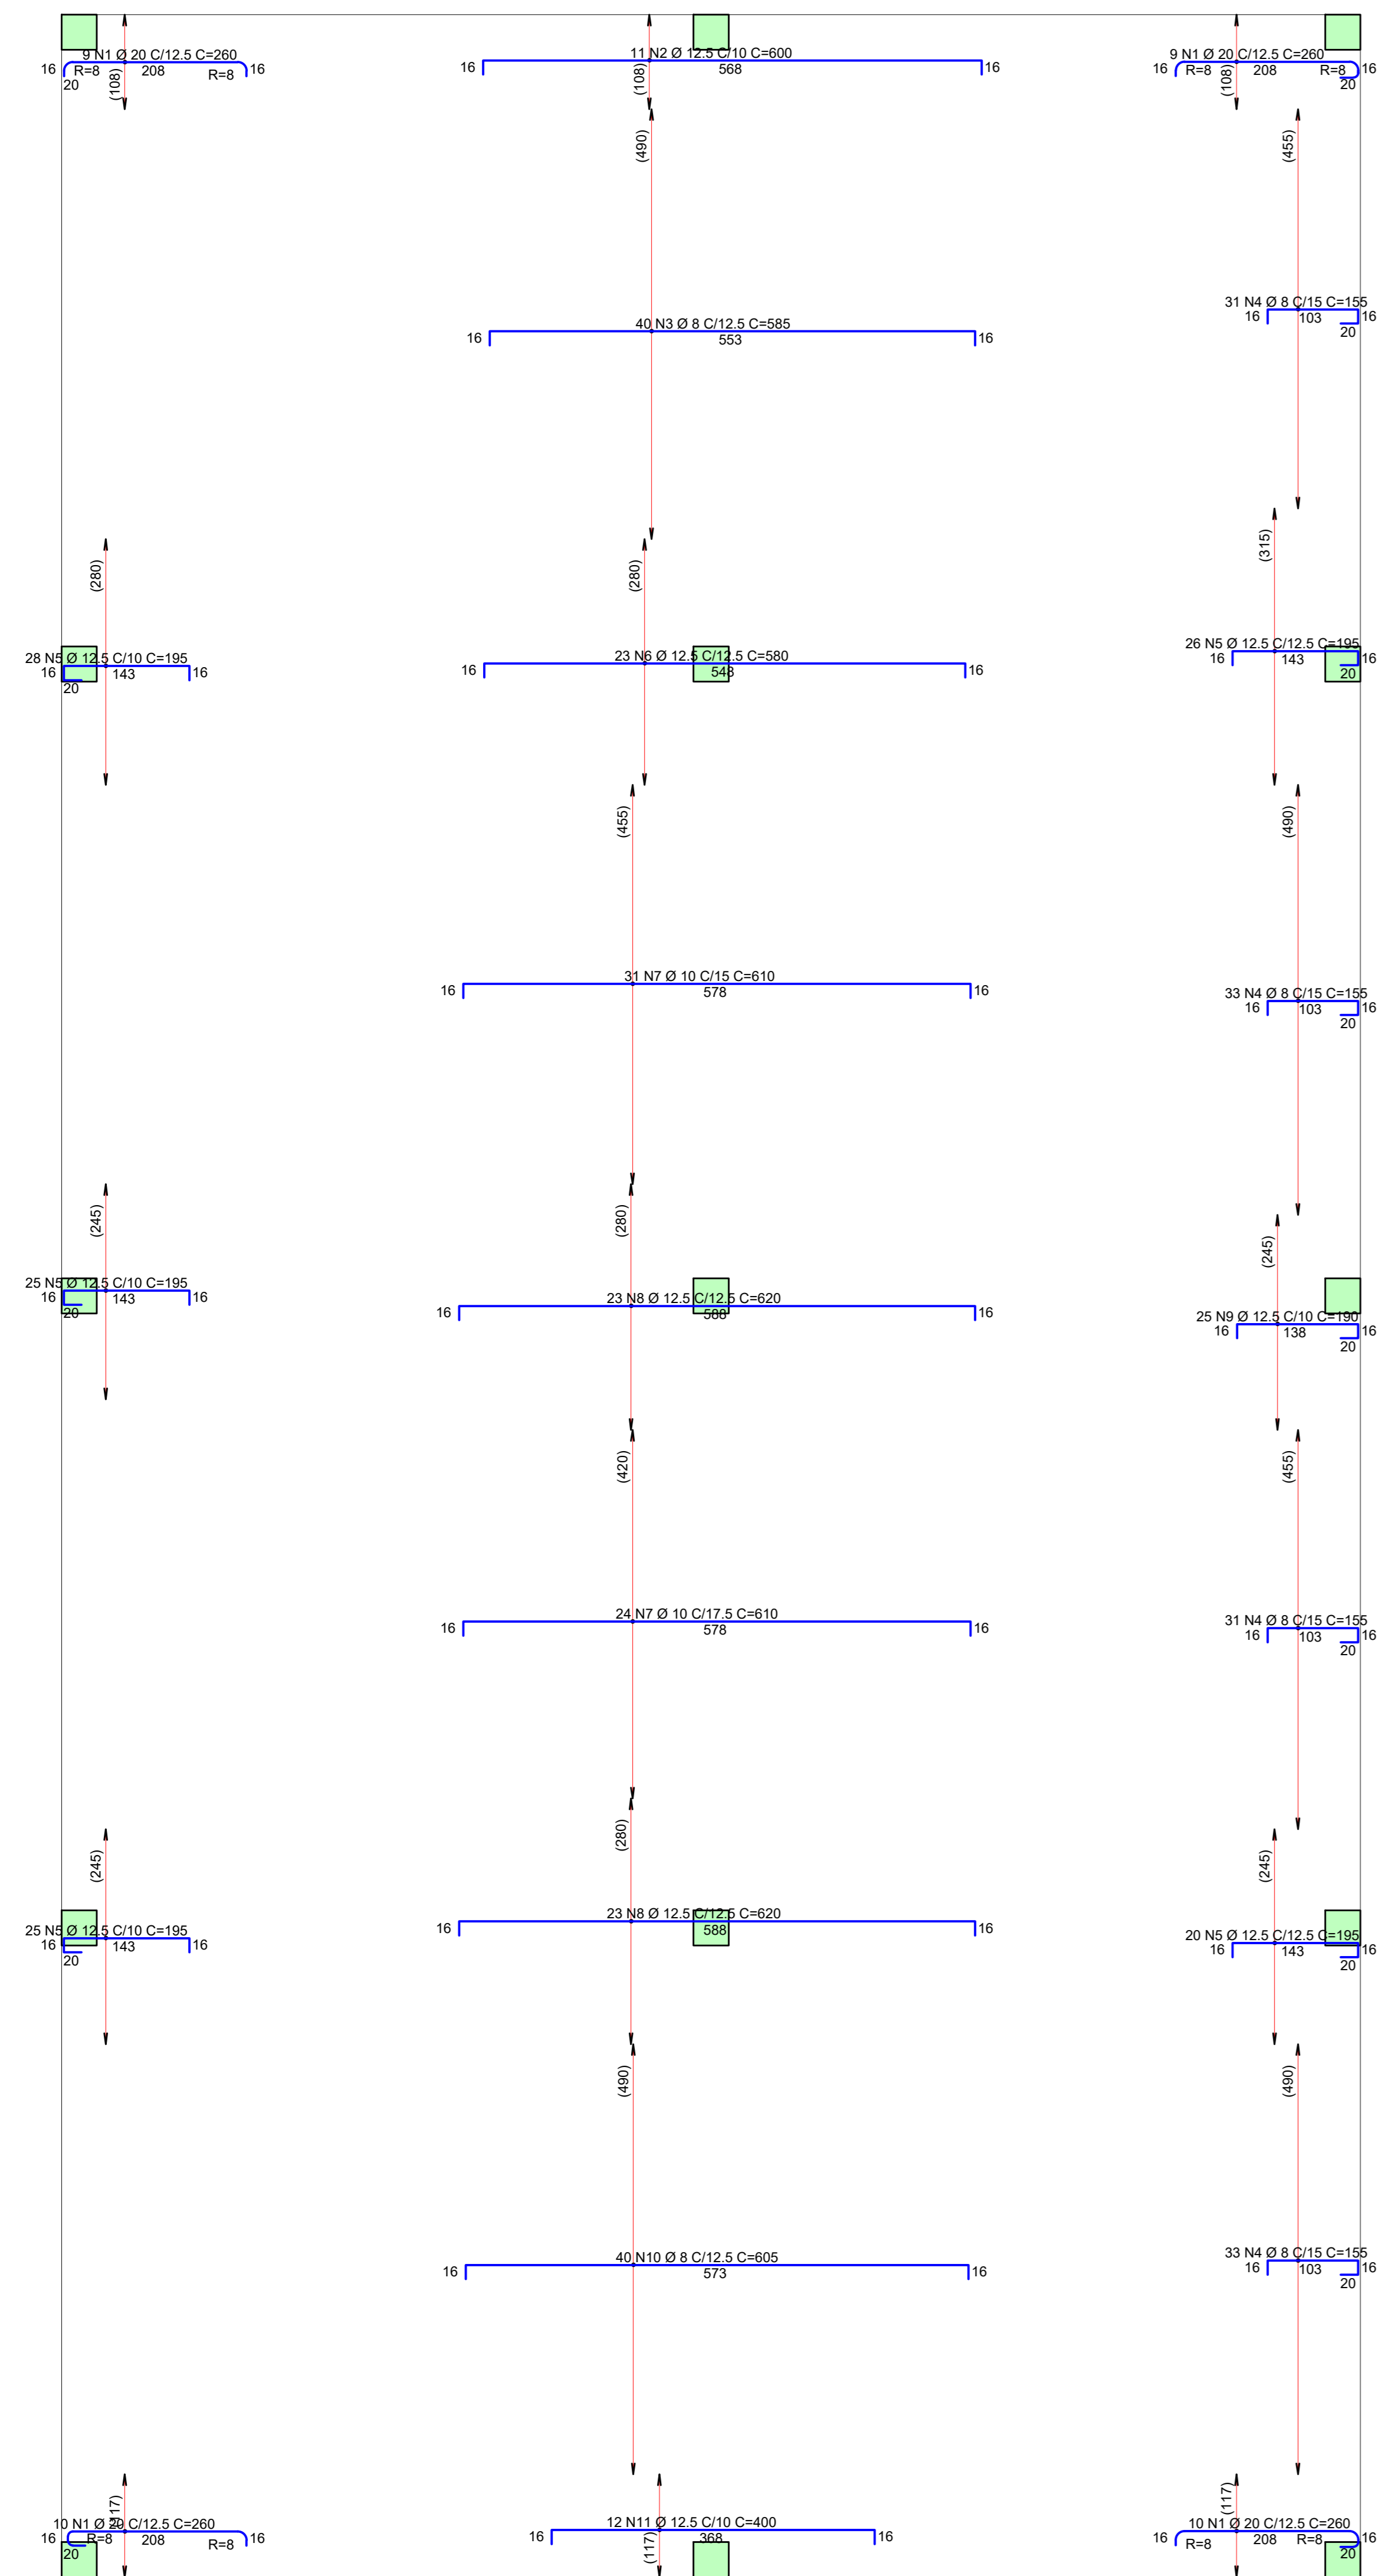 9 N1 Ø 20 C/12.5 C=260
16 R=8 208 R=8 16
20
(108)
11 N2 Ø 12.5 C/10 C=600
16 568 16
(108)
9 N1 Ø 20 C/12.5 C=260
16 R=8 208 R=8 16
20
(108)
(490)
(455)
31 N4 Ø 8 C/15 C=155
16 103 16
20
40 N3 Ø 8 C/12.5 C=585
16 553 16
(280)
(280)
(315)
28 N5 Ø 12.5 C/10 C=195
16 143 16
20
23 N6 Ø 12.5 C/12.5 C=580
16 548 16
26 N5 Ø 12.5 C/12.5 C=195
16 143 16
20
(455)
(490)
31 N7 Ø 10 C/15 C=610
16 578 16
33 N4 Ø 8 C/15 C=155
16 103 16
20
(245)
(280)
(245)
25 N5 Ø 12.5 C/10 C=195
16 143 16
20
23 N8 Ø 12.5 C/12.5 C=620
16 588 16
25 N9 Ø 12.5 C/10 C=190
16 138 16
20
(420)
(455)
24 N7 Ø 10 C/17.5 C=610
16 578 16
31 N4 Ø 8 C/15 C=155
16 103 16
20
(245)
(280)
(245)
25 N5 Ø 12.5 C/10 C=195
16 143 16
20
23 N8 Ø 12.5 C/12.5 C=620
16 588 16
20 N5 Ø 12.5 C/12.5 C=195
16 143 16
20
(490)
(490)
40 N10 Ø 8 C/12.5 C=605
16 573 16
33 N4 Ø 8 C/15 C=155
16 103 16
20
(117)
10 N1 Ø 20 C/12.5 C=260
16 R=8 208 R=8 16
20
12 N11 Ø 12.5 C/10 C=400
16 368 16
(117)
(117)
10 N1 Ø 20 C/12.5 C=260
16 R=8 208 R=8 16
20